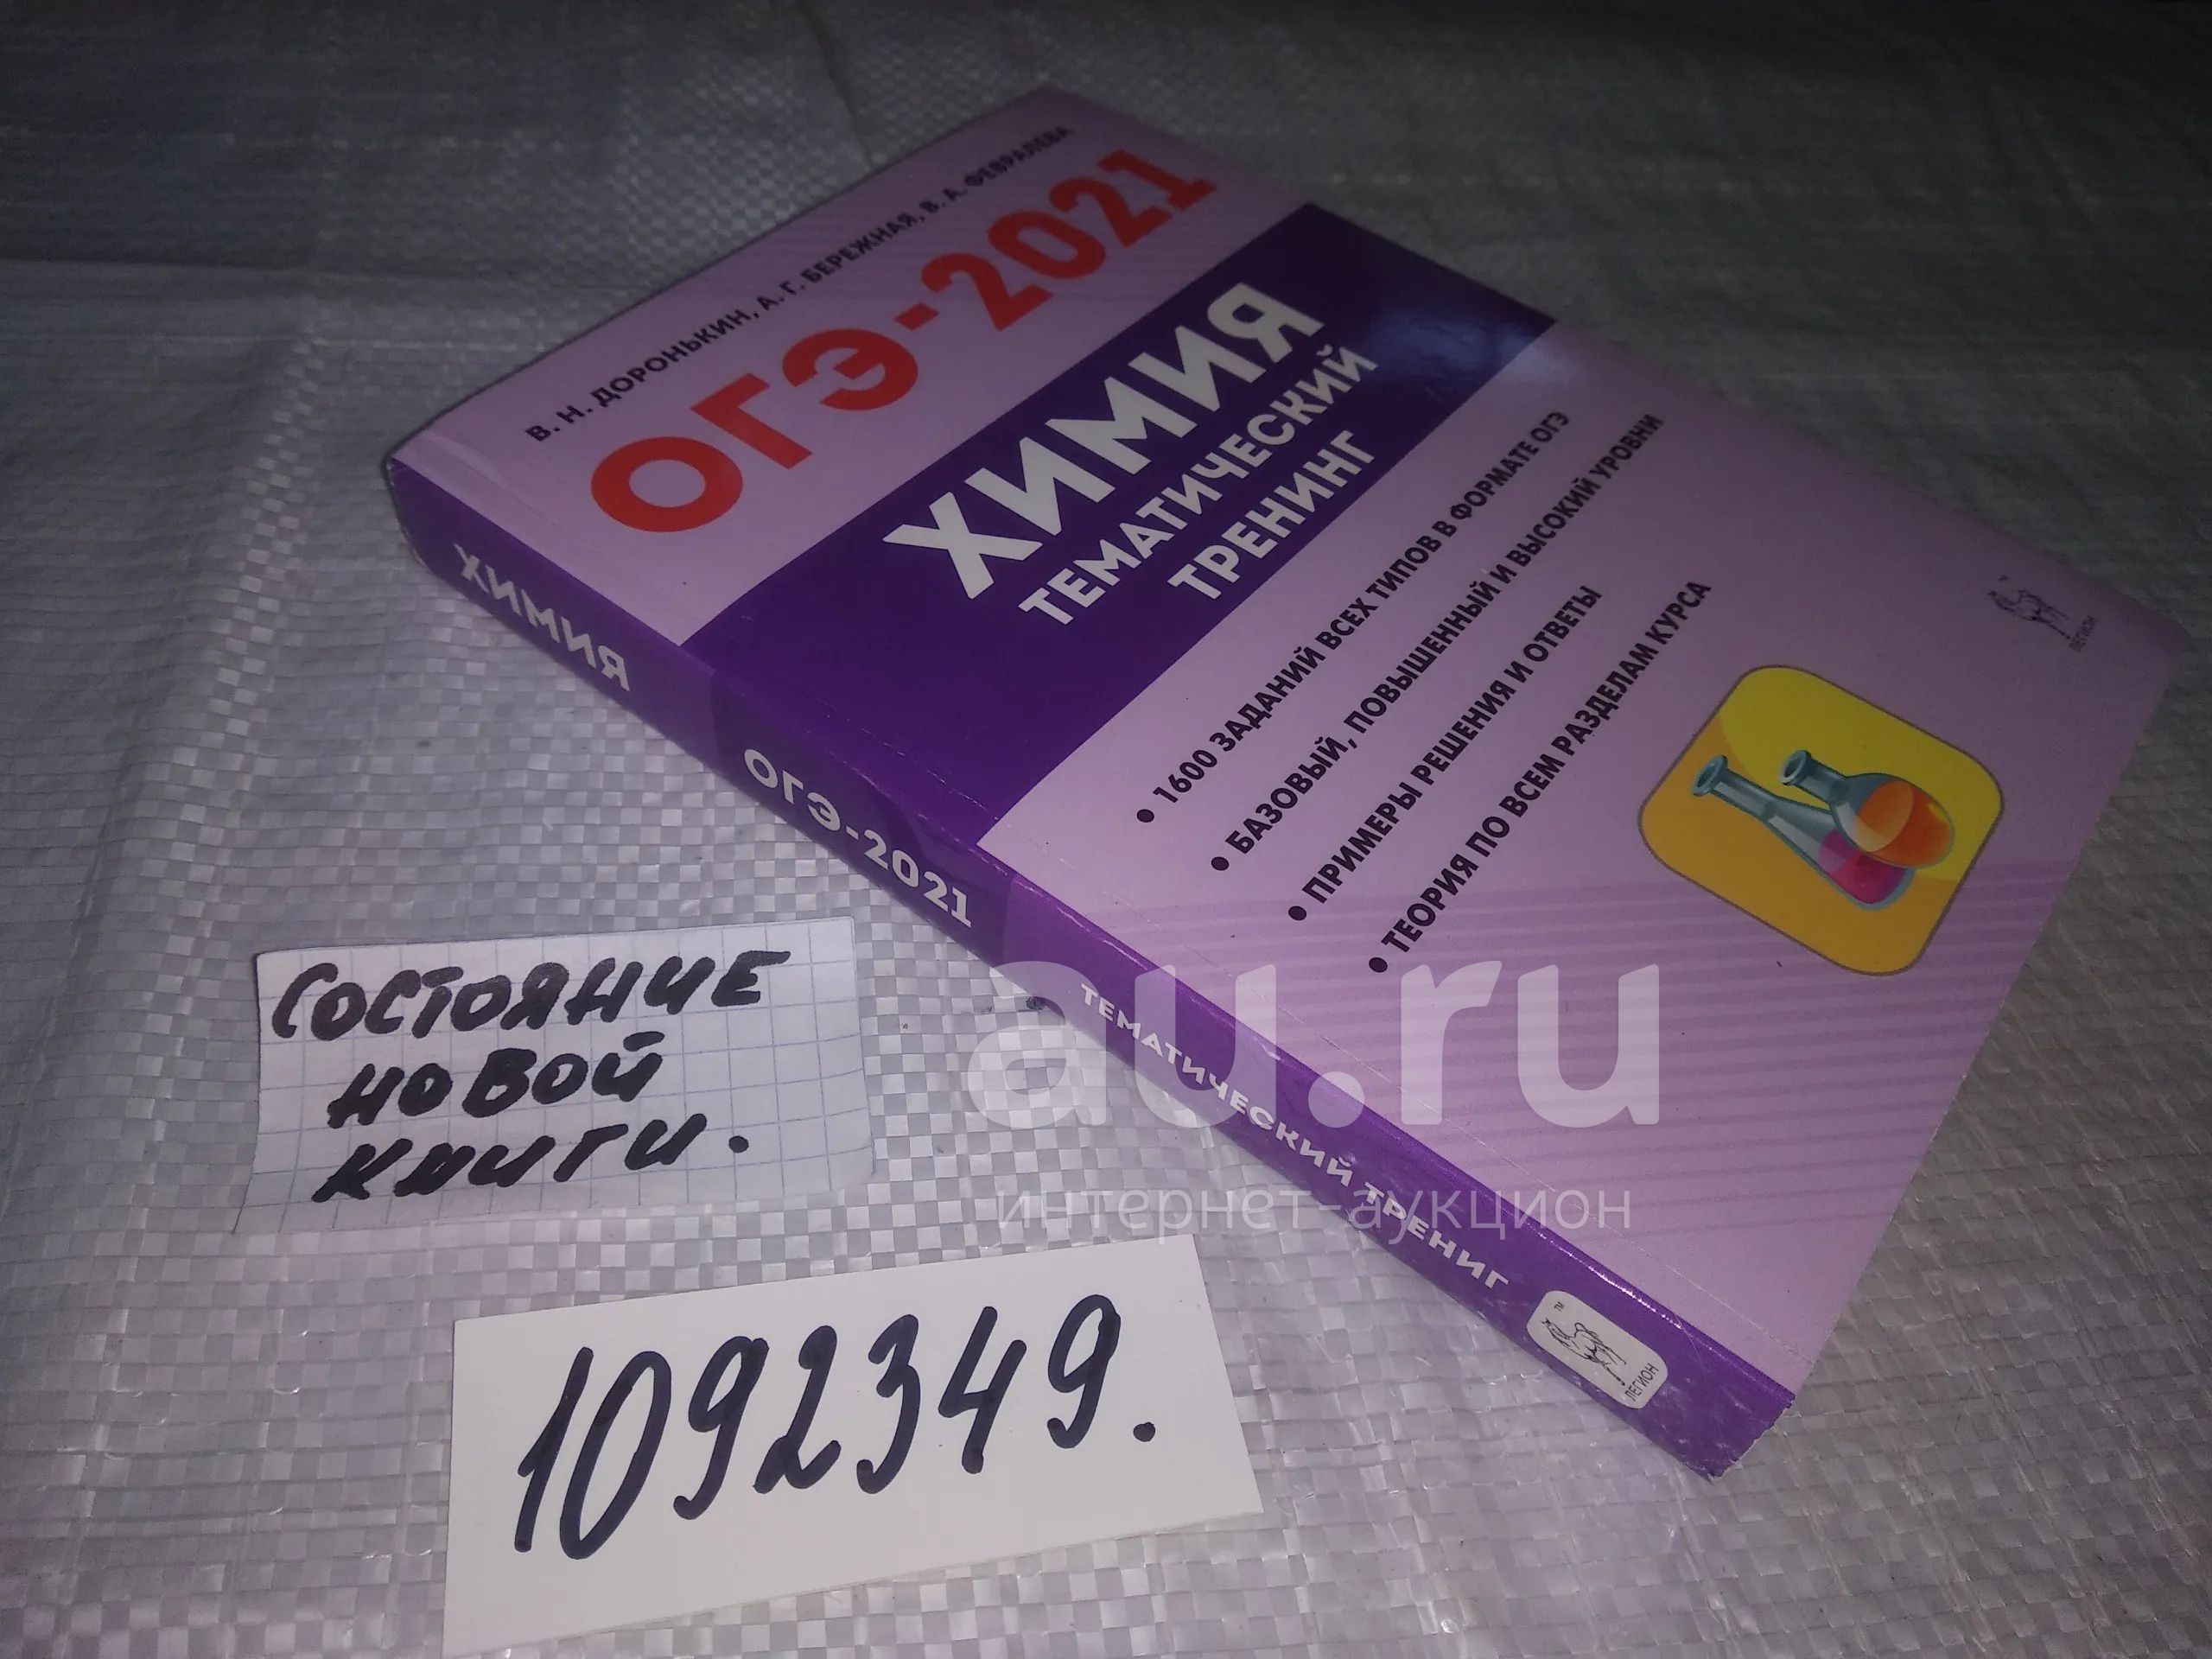 В. Н. ДОРОНЬКИН, А. Г. БЕРЕЖНАЯ, В. А. ФЕВРАЛЕВА
ОГЭ-2021
ХИМИЯ
ТЕМАТИЧЕСКИЙ
ТРЕНИНГ
• 1600 ЗАДАНИЙ ВСЕХ ТИПОВ В ФОРМАТЕ ОГЭ
• БАЗОВЫЙ, ПОВЫШЕННЫЙ И ВЫСОКИЙ УРОВНИ
• ПРИМЕРЫ РЕШЕНИЯ И ОТВЕТЫ
• ТЕОРИЯ ПО ВСЕМ РАЗДЕЛАМ КУРСА
ЛЕГИОН
ХИМИЯ
ОГЭ-2021
ТЕМАТИЧЕСКИЙ ТРЕНИНГ
TM
ЛЕГИОН
au.ru
интернет-аукцион
СОСТОЯНИЕ
НОВОЙ
КНИГИ.
1092349.